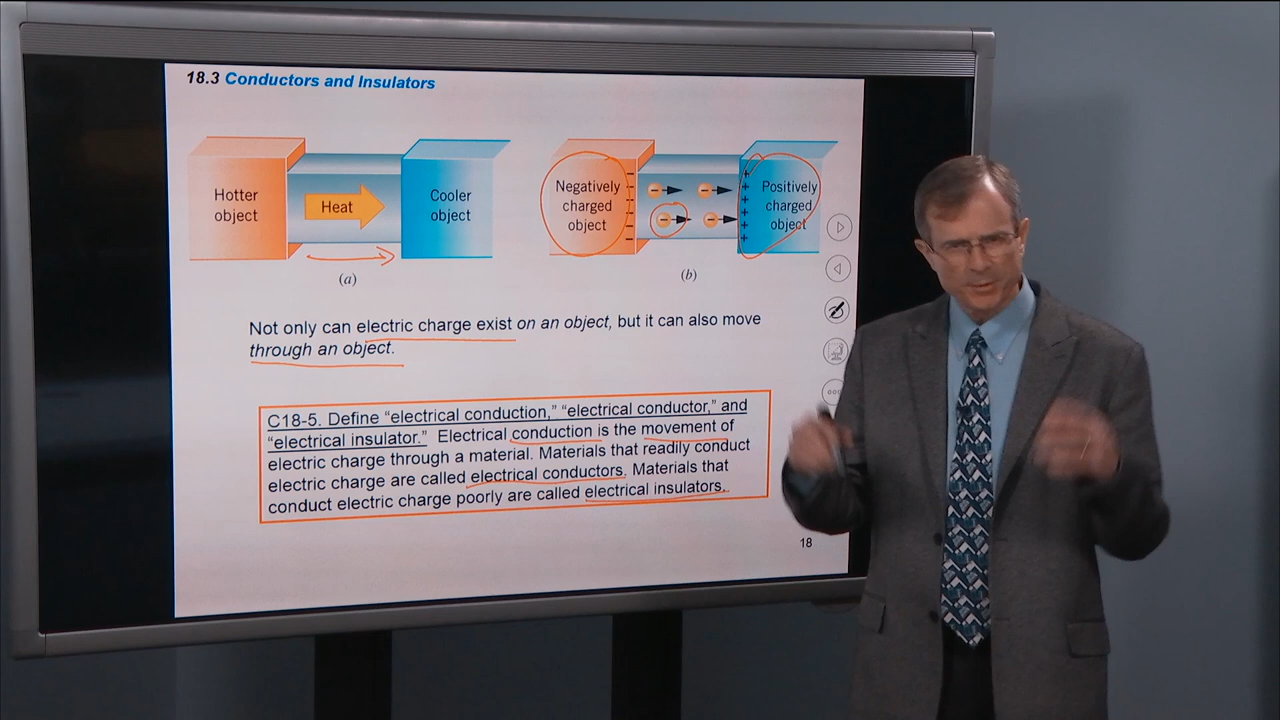 18.3 Conductors and Insulators
Hotter
object
Heat
Cooler
object
(a)
Negatively
charged
object
Positively
charged
object
(b)
Not only can electric charge exist on an object, but it can also move
through an object.
C18-5. Define “electrical conduction,” “electrical conductor,” and
“electrical insulator.” Electrical conduction is the movement of
electric charge through a material. Materials that readily conduct
electric charge are called electrical conductors. Materials that
conduct electric charge poorly are called electrical insulators.
18